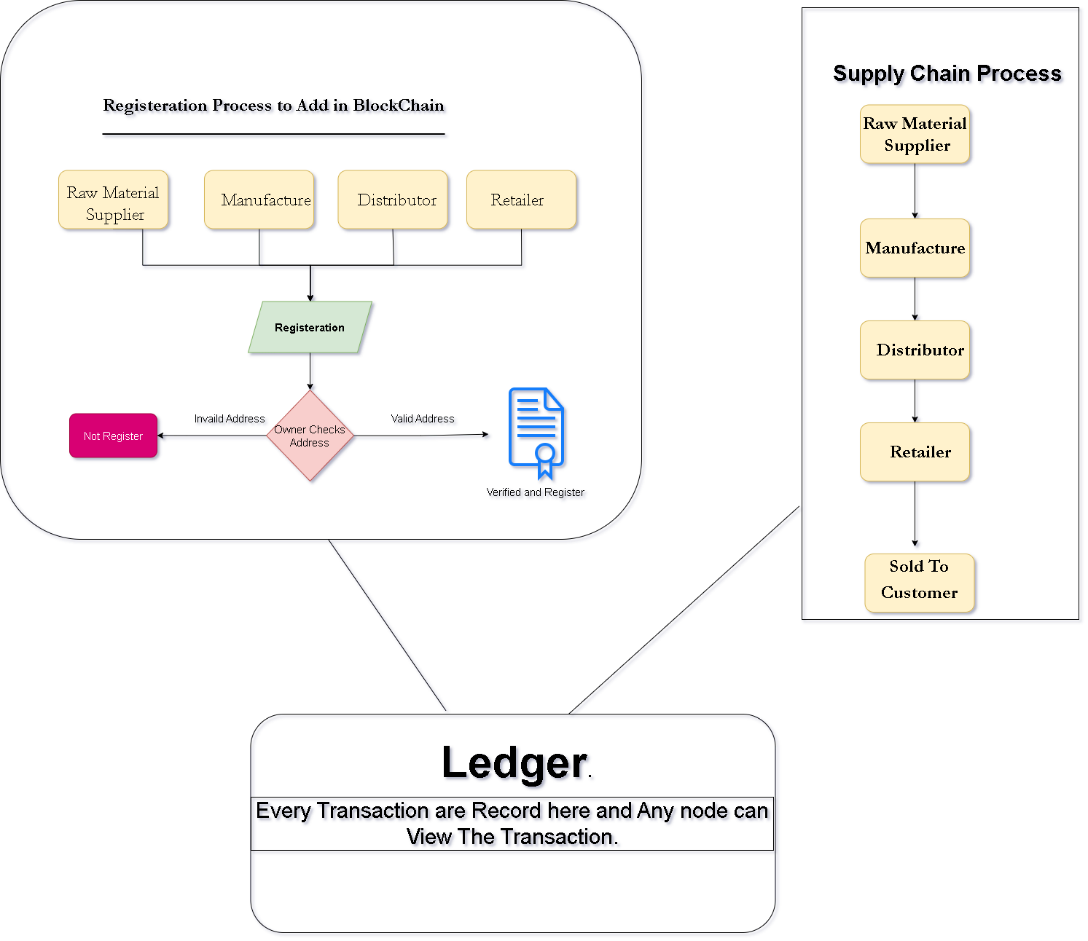 Registeration Process to Add in BlockChain
Raw Material
Supplier
Manufacture
Distributor
Retailer
Registeration
Invaild Address
Owner Checks
Address
Valid Address
Not Register
Verified and Register
Supply Chain Process
Raw Material
Supplier
Manufacture
Distributor
Retailer
Sold To
Customer
Ledger.
Every Transaction are Record here and Any node can
View The Transaction.